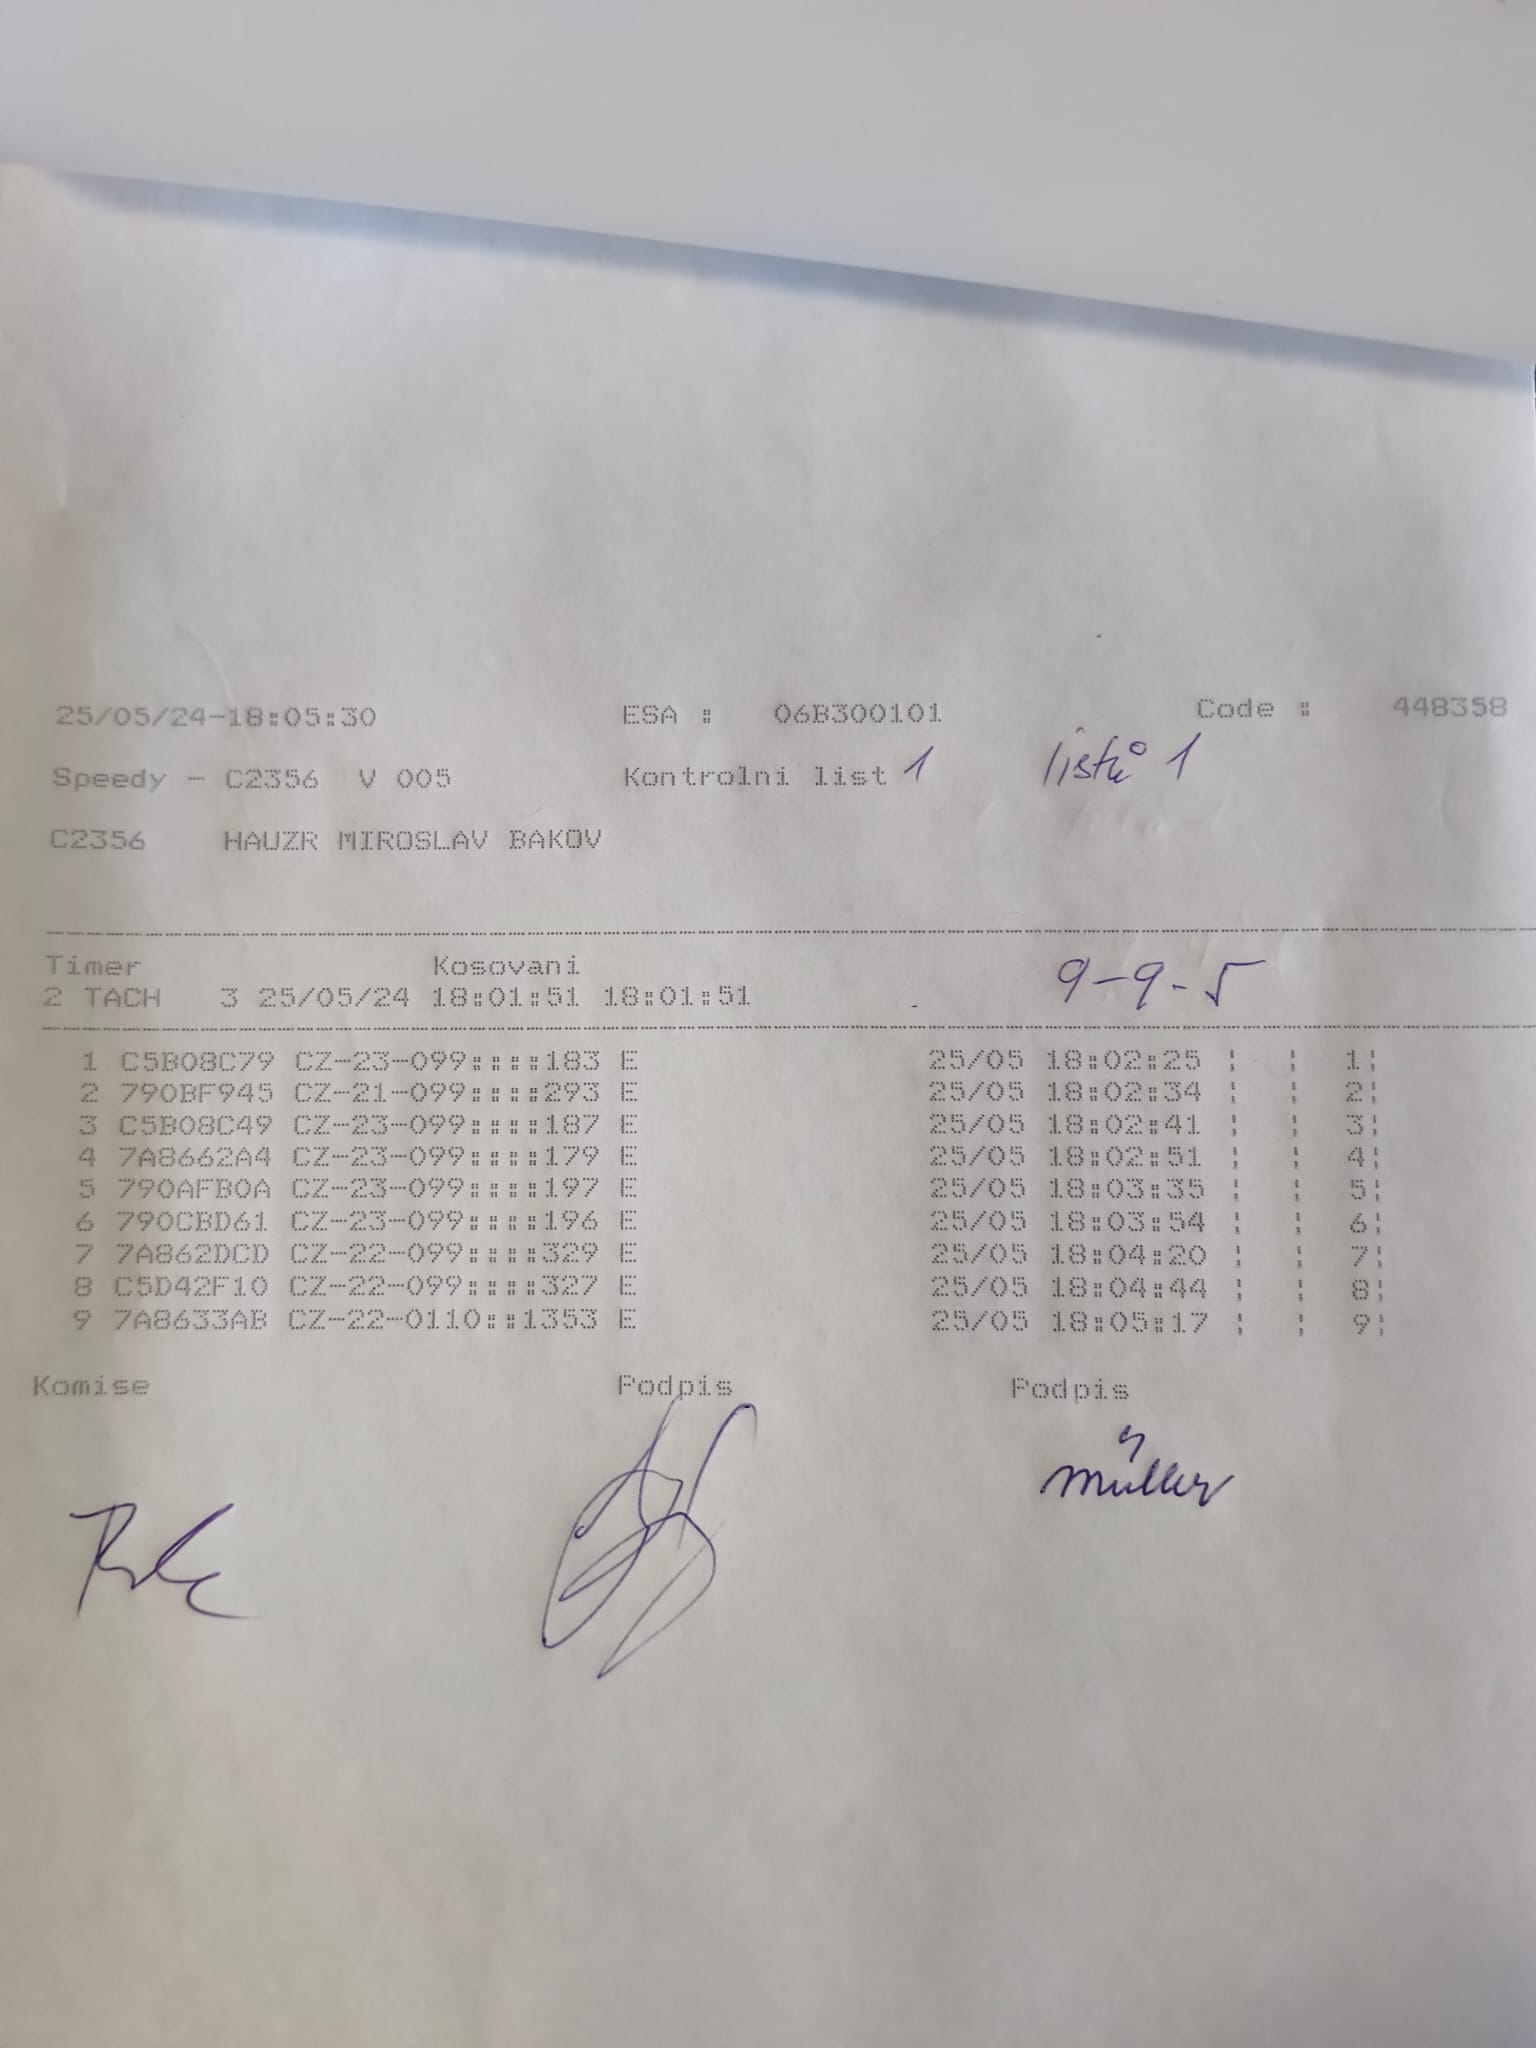 25/05/24-18:05:30 ESA : 06B300101 Code : 448358
Speedy - C2356 V 005 Kontrolni list 1 listů 1
C2356 HAUZR MIROSLAV BAKOV
Timer Kosovani
2 TACH 3 25/05/24 18:01:51 18:01:51 9-9-5
1 C5B08C79 CZ-23-099::::183 E 25/05 18:02:25 ¦ ¦ 1¦
2 790BF945 CZ-21-099::::293 E 25/05 18:02:34 ¦ ¦ 2¦
3 C5B08C49 CZ-23-099::::187 E 25/05 18:02:41 ¦ ¦ 3¦
4 7A8662A4 CZ-23-099::::179 E 25/05 18:02:51 ¦ ¦ 4¦
5 790AFB0A CZ-23-099::::197 E 25/05 18:03:35 ¦ ¦ 5¦
6 790CBD61 CZ-23-099::::196 E 25/05 18:03:54 ¦ ¦ 6¦
7 7A862DCD CZ-22-099::::329 E 25/05 18:04:20 ¦ ¦ 7¦
8 C5D42F10 CZ-22-099::::327 E 25/05 18:04:44 ¦ ¦ 8¦
9 7A8633AB CZ-22-0110::1353 E 25/05 18:05:17 ¦ ¦ 9¦
Komise Podpis Podpis
Müller